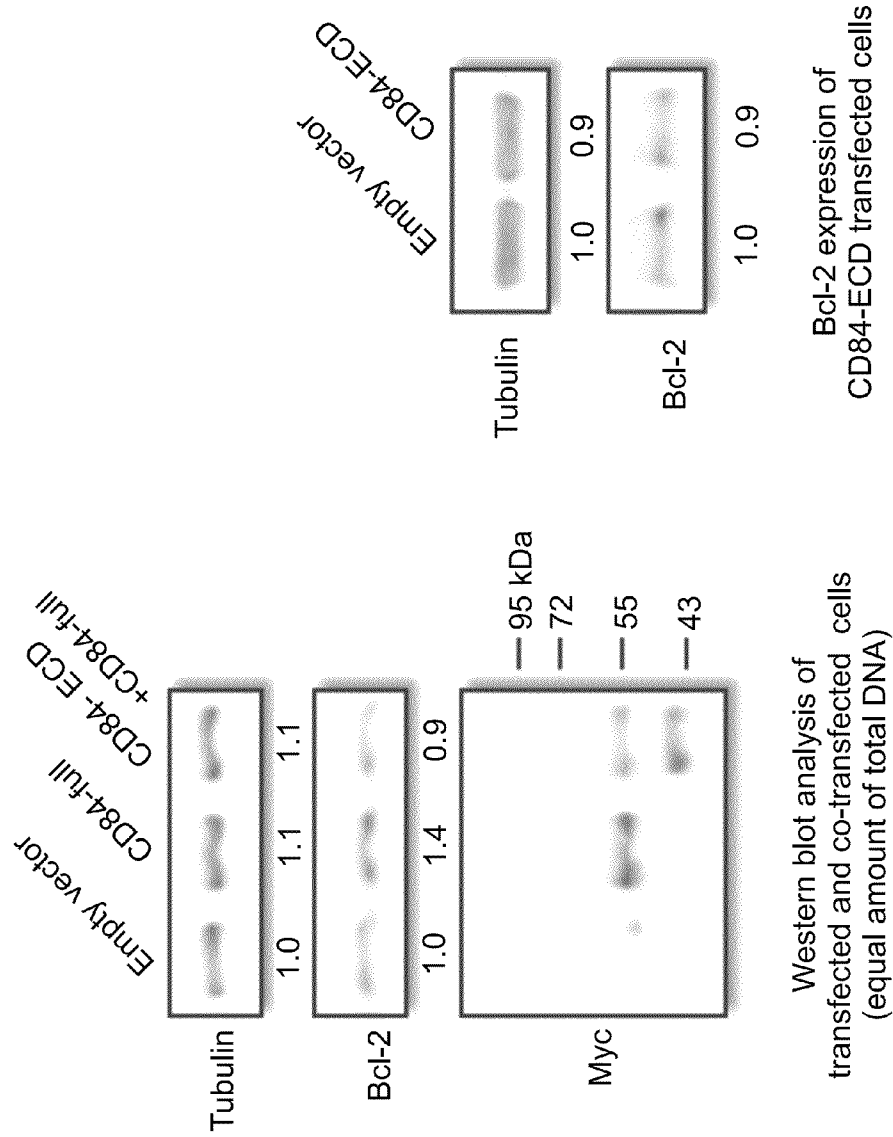 Empty vector
CD84-full
CD84- ECD
+CD84-full
Tubulin
1.0 1.1 1.1
Bcl-2
1.0 1.4 0.9
Myc
95 kDa
72
55
43
Western blot analysis of
transfected and co-transfected cells
(equal amount of total DNA)
Empty vector
CD84-ECD
Tubulin
1.0 0.9
Bcl-2
1.0 0.9
Bcl-2 expression of
CD84-ECD transfected cells